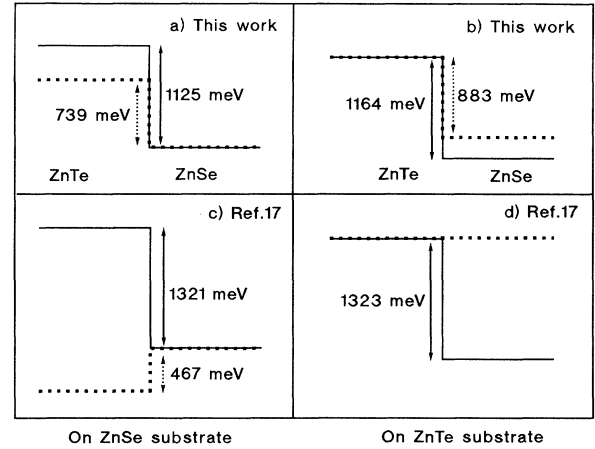 a) This work
1125 meV
739 meV
ZnTe
ZnSe
b) This work
1164 meV
883 meV
ZnTe
ZnSe
c) Ref.17
1321 meV
467 meV
d) Ref.17
1323 meV
On ZnSe substrate
On ZnTe substrate